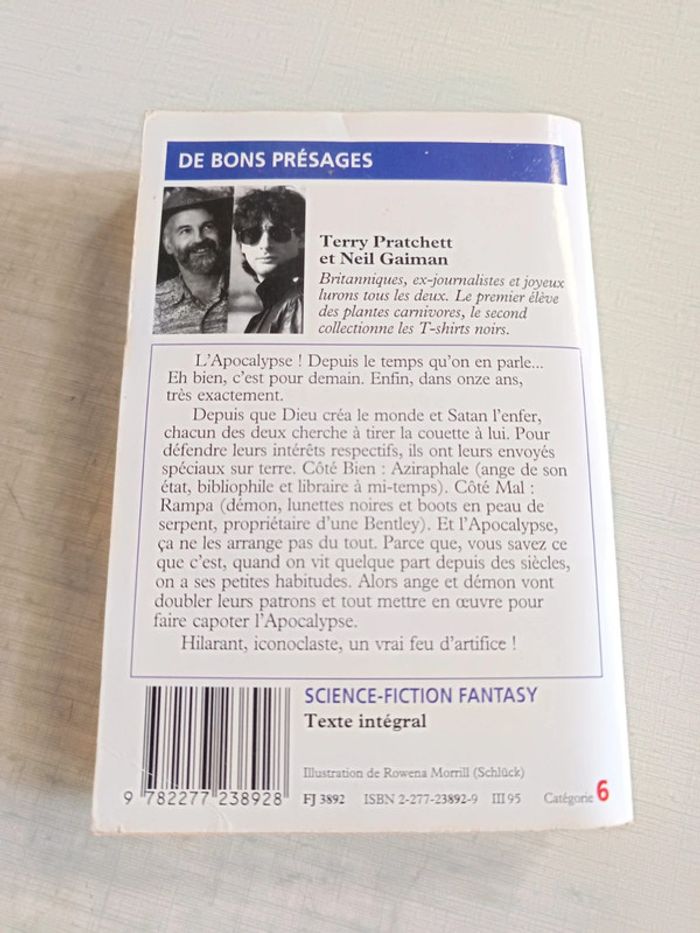 DE BONS PRÉSAGES
Terry Pratchett
et Neil Gaiman
Britanniques, ex-journalistes et joyeux
lurons tous les deux. Le premier élève
des plantes carnivores, le second
collectionne les T-shirts noirs.
L'Apocalypse ! Depuis le temps qu'on en parle...
Eh bien, c'est pour demain. Enfin, dans onze ans,
très exactement.
Depuis que Dieu créa le monde et Satan l'enfer,
chacun des deux cherche à tirer la couette à lui. Pour
défendre leurs intérêts respectifs, ils ont leurs envoyés
spéciaux sur terre. Côté Bien : Aziraphale (ange de son
état, bibliophile et libraire à mi-temps). Côté Mal :
Rampa (démon, lunettes noires et boots en peau de
serpent, propriétaire d'une Bentley). Et l'Apocalypse,
ça ne les arrange pas du tout. Parce que, vous savez ce
que c'est, quand on vit quelque part depuis des siècles,
on a ses petites habitudes. Alors ange et démon vont
doubler leurs patrons et tout mettre en œuvre pour
faire capoter l'Apocalypse.
Hilarant, iconoclaste, un vrai feu d'artifice !
SCIENCE-FICTION FANTASY
Texte intégral
Illustration de Rowena Morrill (Schlück)
9 782277 238928 FJ 3892 ISBN 2-277-23892-9 III 95 Catégorie 6